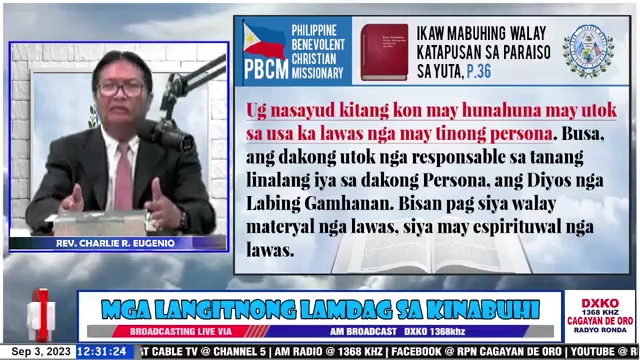 PHILIPPINE
BENEVOLENT
CHRISTIAN
MISSIONARY
PBCM
IKAW MABUHING WALAY
KATAPUSAN SA PARAISO
SA YUTA, P.36
Ug nasayud kitang kon may hunahuna may utok
sa usa ka lawas nga may tinong persona. Busa,
ang dakong utok nga responsable sa tanang
linalang iya sa dakong Persona, ang Diyos nga
Labing Gamhanan. Bisan pag siya walay
materyal nga lawas, siya may espirituwal nga
lawas.
REV. CHARLIE R. EUGENIO
MGA LANGITNONG LAMDAG SA KINABUHI
BROADCASTING LIVE VIA
AM BROADCAST DXKO 1368khz
DXKO
1368 KHZ
CAGAYAN DE ORO
RADYO RONDA
Sep 3, 2023 12:31:24 AT CABLE TV @ CHANNEL 5 | AM RADIO @ 1368 KHZ | FACEBOOK @ RPN CAGAYAN DE ORO | YOUTUBE @ R